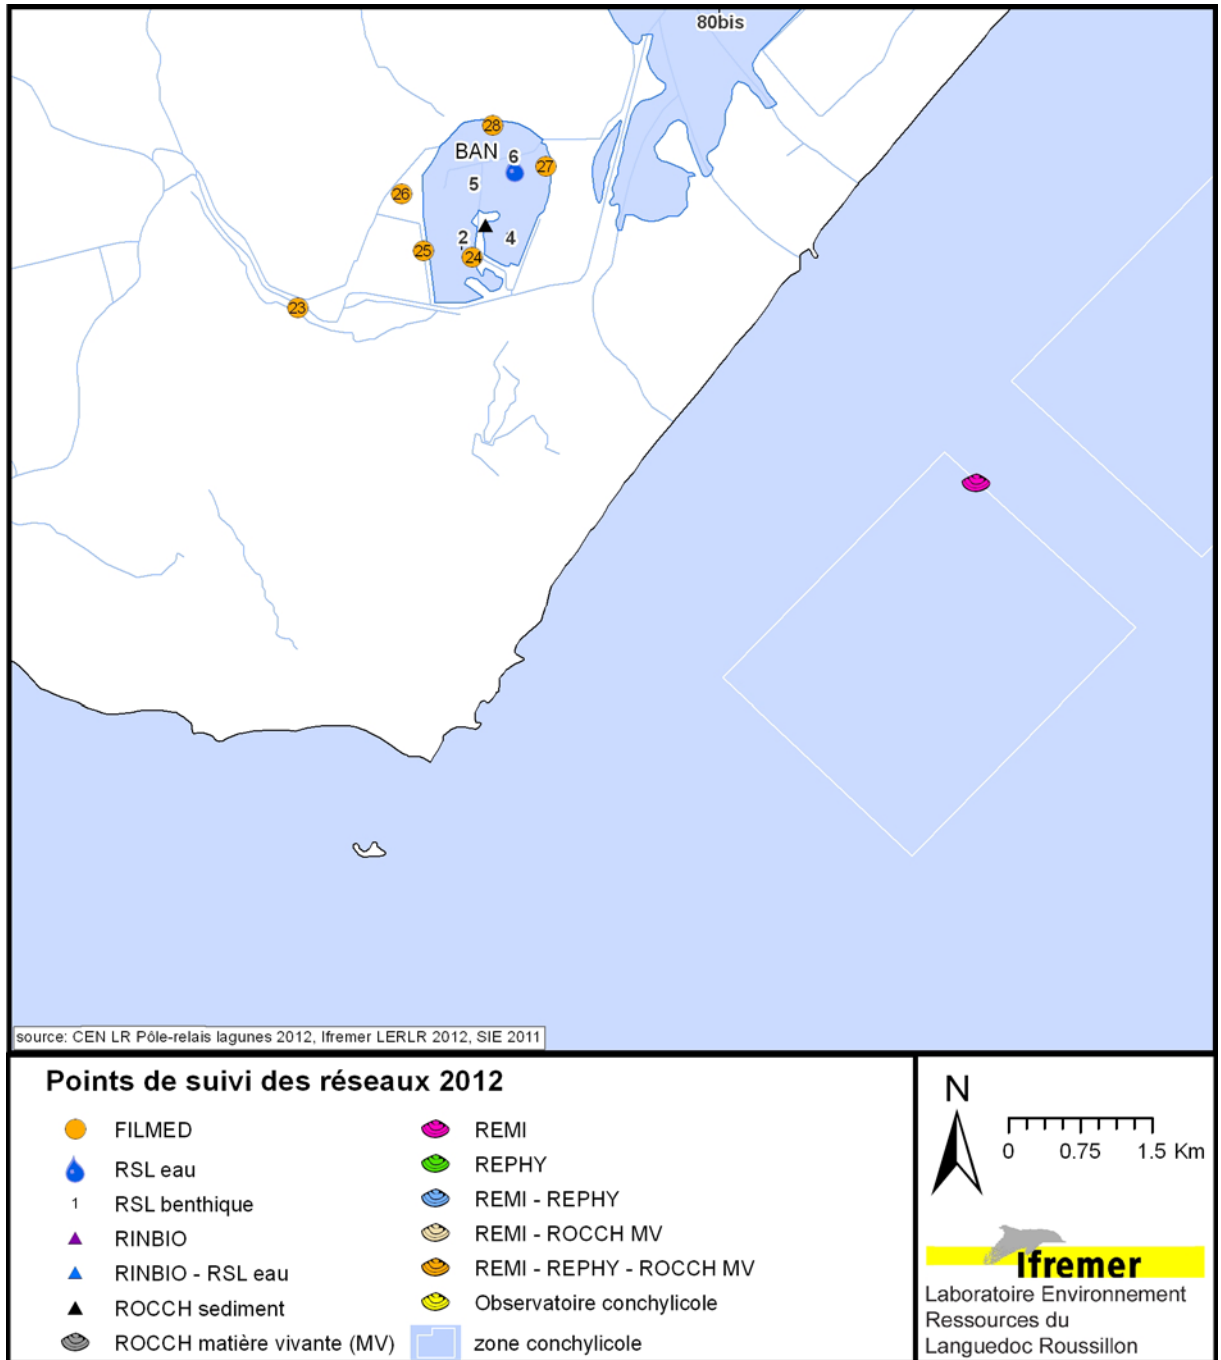 80bis
28
BAN
6
27
5
26
2
4
25
24
23
source: CEN LR Pôle-relais lagunes 2012, Ifremer LERLR 2012, SIE 2011
Points de suivi des réseaux 2012
FILMED
RSL eau
1 RSL benthique
RINBIO
RINBIO - RSL eau
ROCCH sediment
ROCCH matière vivante (MV)
REMI
REPHY
REMI - REPHY
REMI - ROCCH MV
REMI - REPHY - ROCCH MV
Observatoire conchylicole
zone conchylicole
N
0 0.75 1.5 Km
Ifremer
Laboratoire Environnement
Ressources du
Languedoc Roussillon